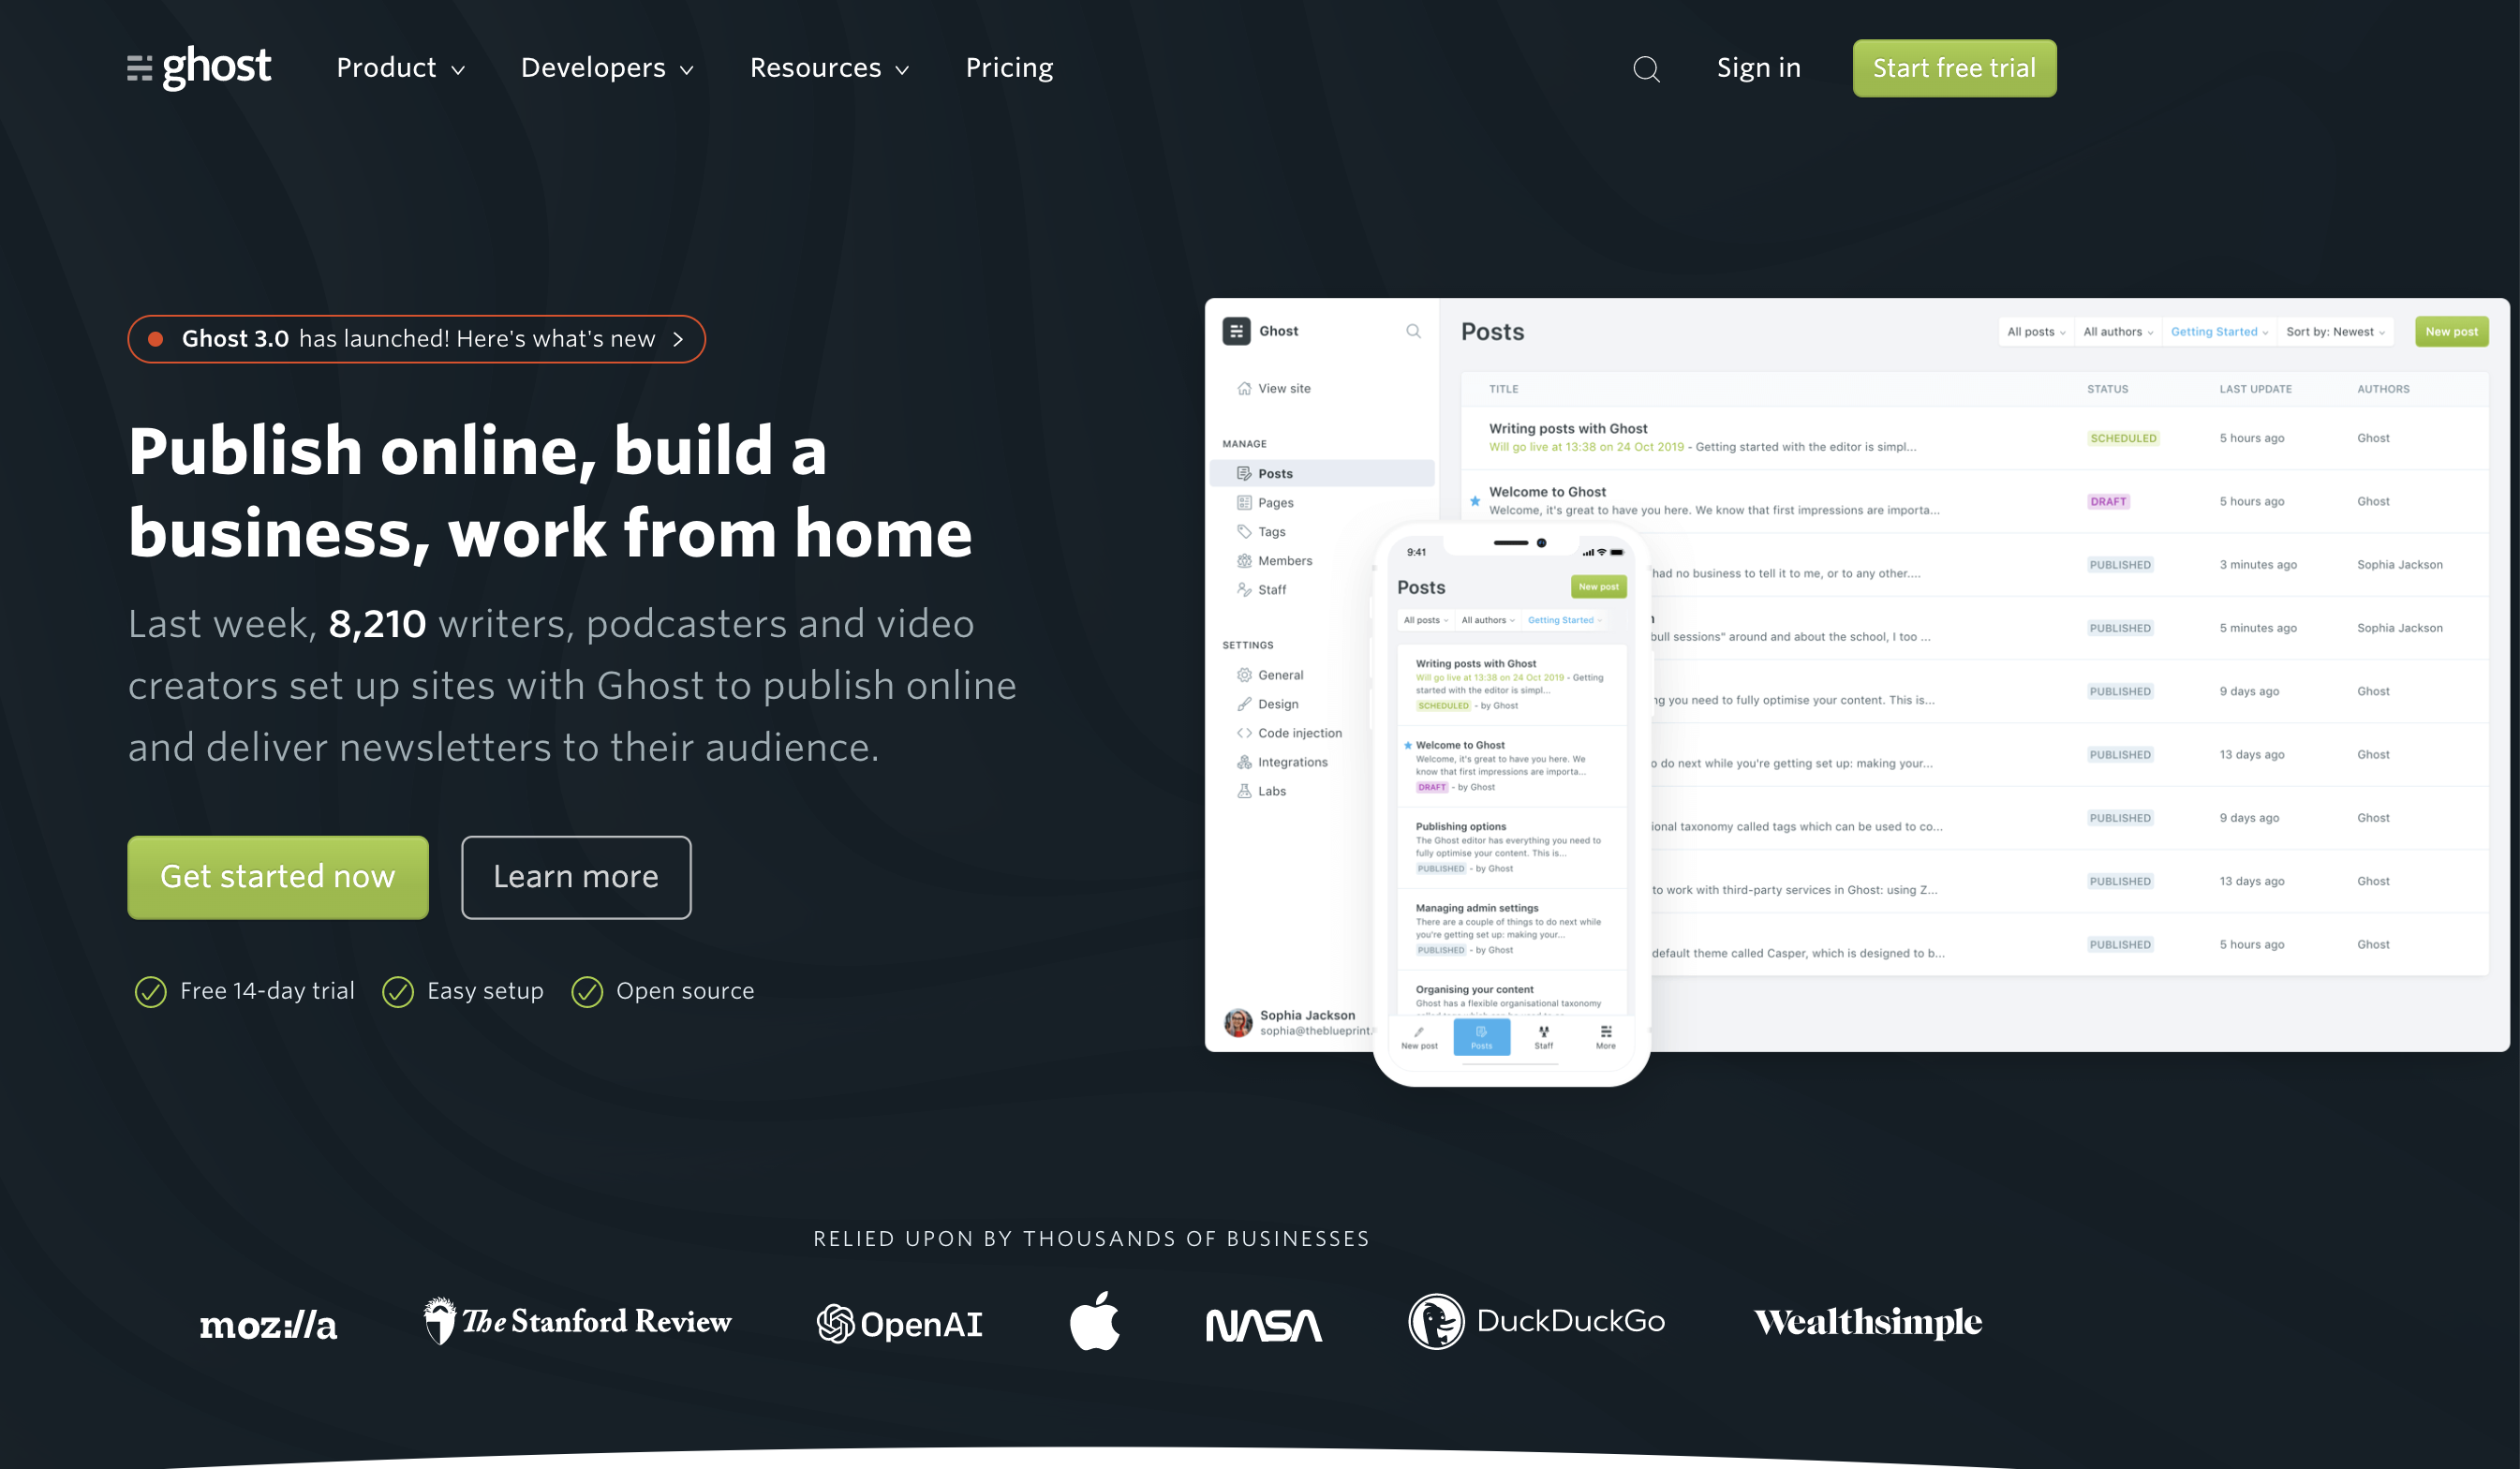 ghost Product Developers Resources Pricing Sign in Start free trial
Ghost 3.0 has launched! Here's what's new
Publish online, build a
business, work from home
Last week, 8,210 writers, podcasters and video
creators set up sites with Ghost to publish online
and deliver newsletters to their audience.
Get started now Learn more
Free 14-day trial Easy setup Open source
Ghost
View site
MANAGE
Posts
Pages
Tags
Members
Staff
SETTINGS
General
Design
Code injection
Integrations
Labs
Sophia Jackson
sophia@theblueprint.
Posts All posts All authors Getting Started Sort by: Newest New post
TITLE STATUS LAST UPDATE AUTHORS
Writing posts with Ghost
Will go live at 13:38 on 24 Oct 2019 - Getting started with the editor is simpl... SCHEDULED 5 hours ago Ghost
Welcome to Ghost
Welcome, it's great to have you here. We know that first impressions are importa... DRAFT 5 hours ago Ghost
had no business to tell it to me, or to any other.... PUBLISHED 3 minutes ago Sophia Jackson
bull sessions" around and about the school, I too ... PUBLISHED 5 minutes ago Sophia Jackson
ng you need to fully optimise your content. This is... PUBLISHED 9 days ago Ghost
o do next while you're getting set up: making your... PUBLISHED 13 days ago Ghost
ional taxonomy called tags which can be used to co... PUBLISHED 9 days ago Ghost
to work with third-party services in Ghost: using Z... PUBLISHED 13 days ago Ghost
default theme called Casper, which is designed to b... PUBLISHED 5 hours ago Ghost
9:41
Posts New post
All posts All authors Getting Started
Writing posts with Ghost
Will go live at 13:38 on 24 Oct 2019 - Getting
started with the editor is simpl...
SCHEDULED - by Ghost
Welcome to Ghost
Welcome, it's great to have you here. We
know that first impressions are importa...
DRAFT - by Ghost
Publishing options
The Ghost editor has everything you need to
fully optimise your content. This is...
PUBLISHED - by Ghost
Managing admin settings
There are a couple of things to do next while
you're getting set up: making your...
PUBLISHED - by Ghost
Organising your content
Ghost has a flexible organisational taxonomy
New post Posts Staff More
RELIED UPON BY THOUSANDS OF BUSINESSES
moz://a The Stanford Review OpenAI NASA DuckDuckGo Wealthsimple